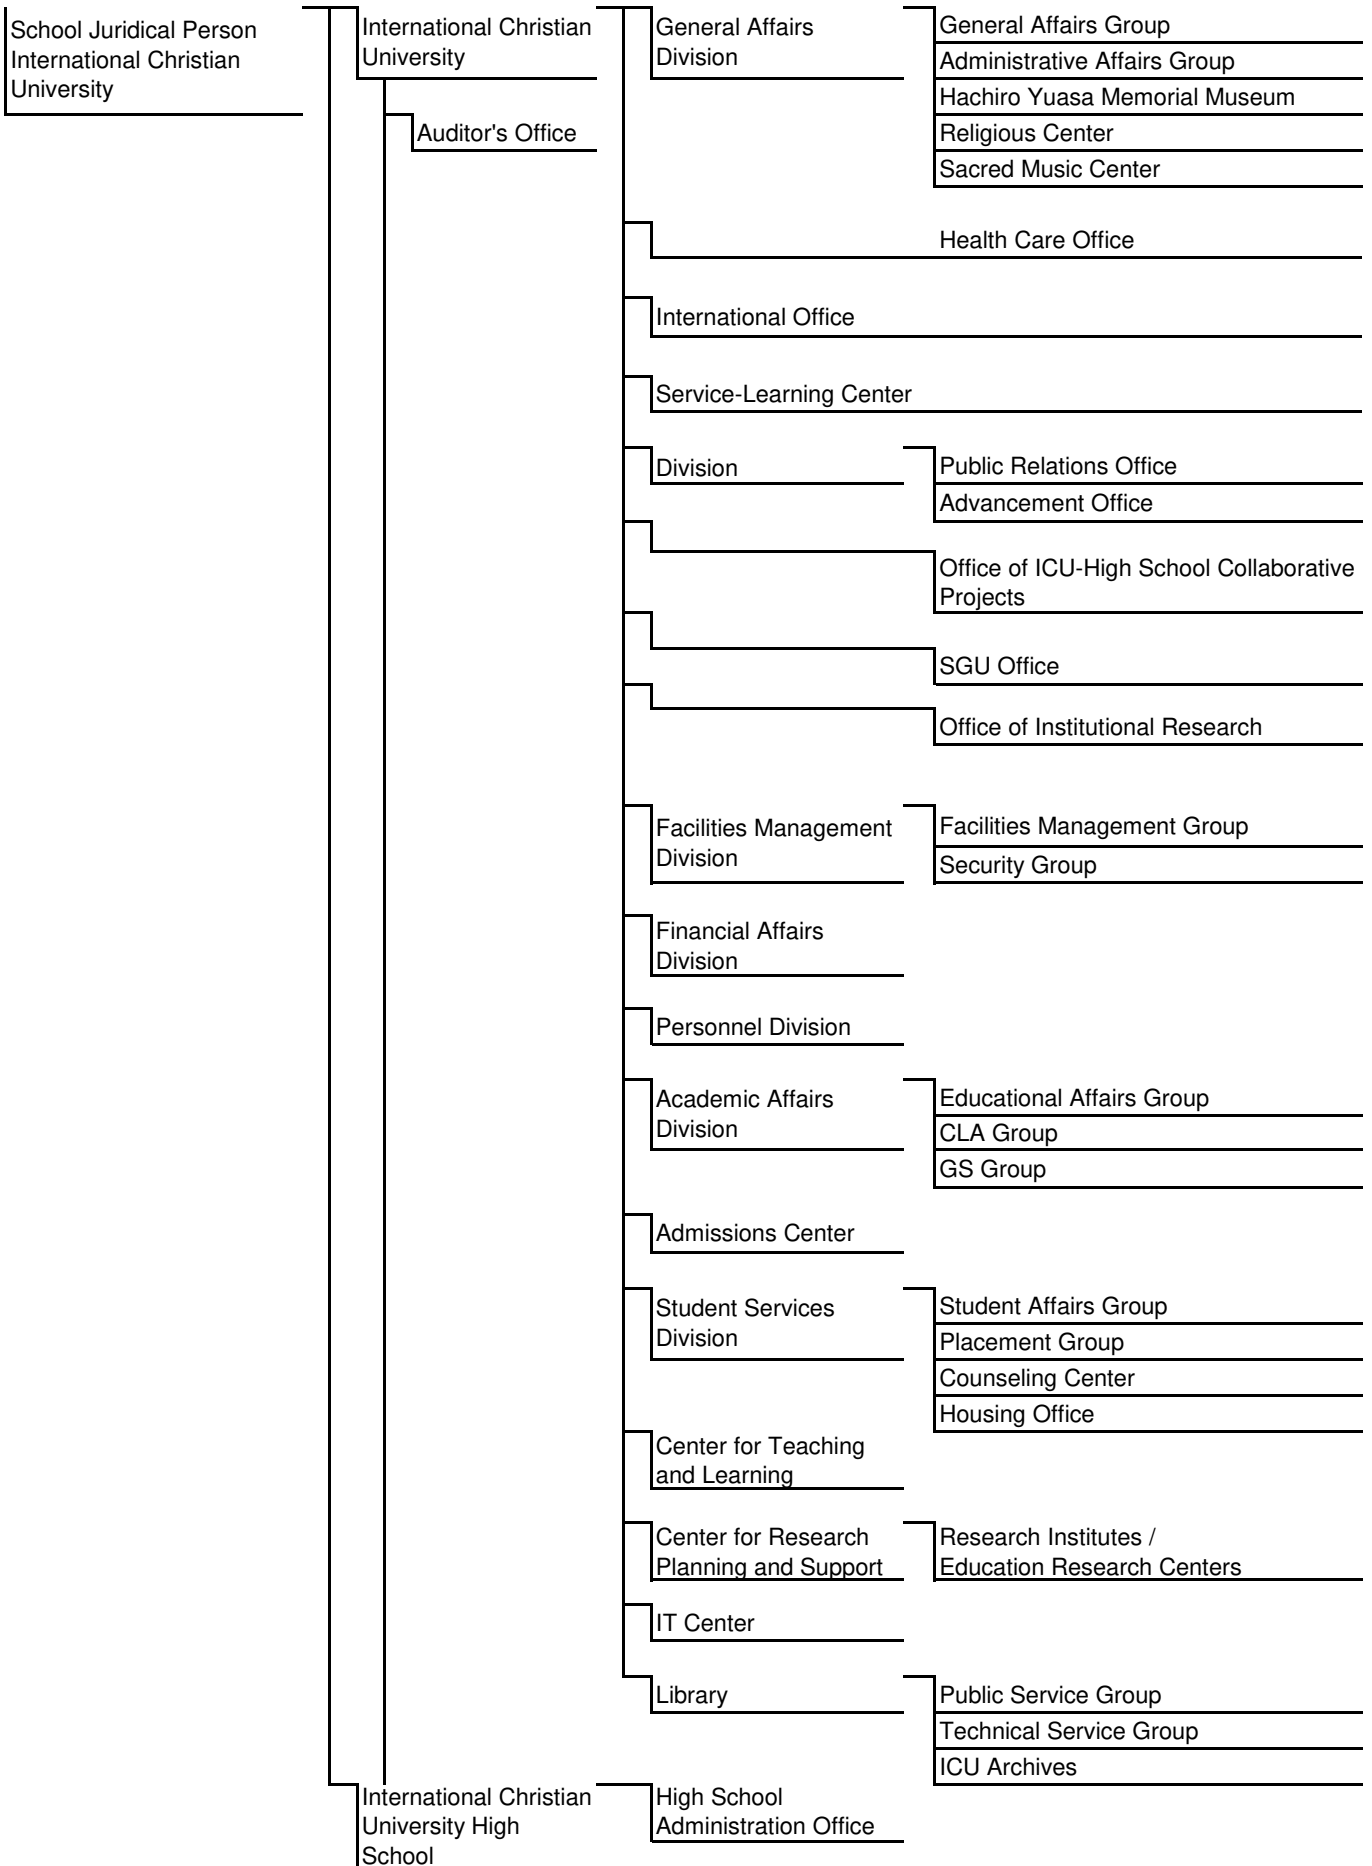 School Juridical Person
International Christian
University
International Christian
University
Auditor's Office
General Affairs
Division
General Affairs Group
Administrative Affairs Group
Hachiro Yuasa Memorial Museum
Religious Center
Sacred Music Center
Health Care Office
International Office
Service-Learning Center
Division
Public Relations Office
Advancement Office
Office of ICU-High School Collaborative
Projects
SGU Office
Office of Institutional Research
Facilities Management
Division
Facilities Management Group
Security Group
Financial Affairs
Division
Personnel Division
Academic Affairs
Division
Educational Affairs Group
CLA Group
GS Group
Admissions Center
Student Services
Division
Student Affairs Group
Placement Group
Counseling Center
Housing Office
Center for Teaching
and Learning
Center for Research
Planning and Support
Research Institutes /
Education Research Centers
IT Center
Library
Public Service Group
Technical Service Group
ICU Archives
International Christian
University High
School
High School
Administration Office